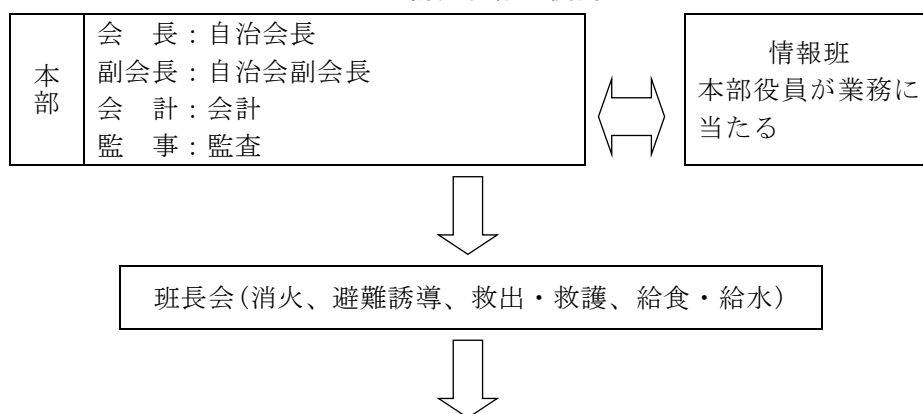 本部
会　長：自治会長
副会長：自治会副会長
会　計：会計
監　事：監査
情報班
本部役員が業務に
当たる
班長会(消火、避難誘導、救出・救護、給食・給水)